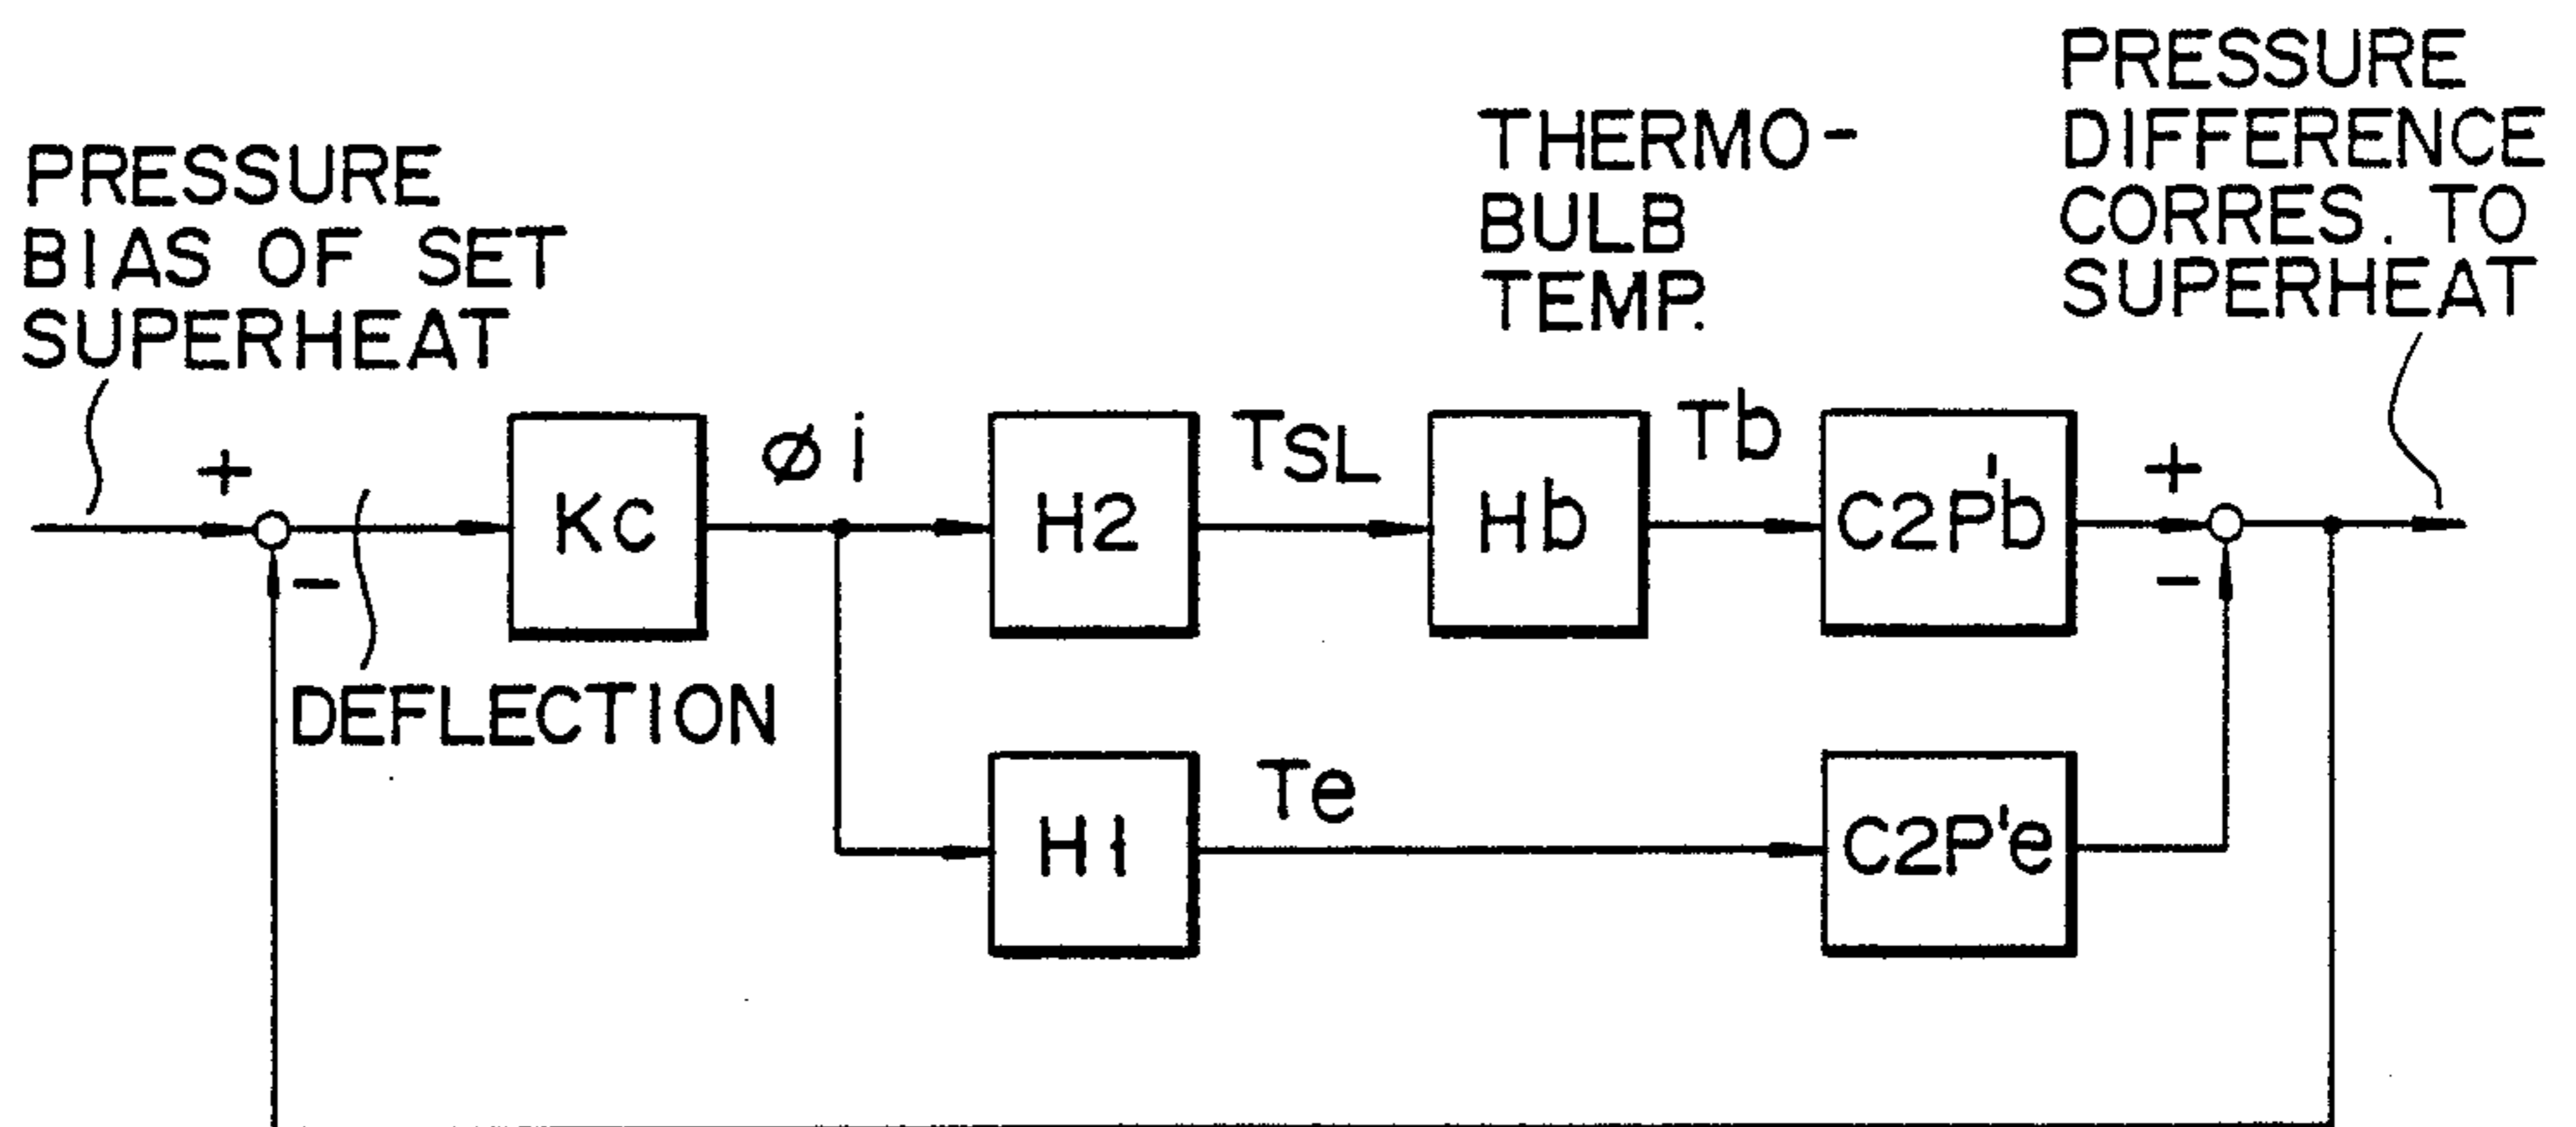 PRESSURE
BIAS OF SET
SUPERHEAT
THERMO-
BULB
TEMP.
PRESSURE
DIFFERENCE
CORRES. TO
SUPERHEAT
+
-
DEFLECTION
Kc
øi
H2
TSL
Hb
Tb
C2P'b
+
-
H1
Te
C2P'e